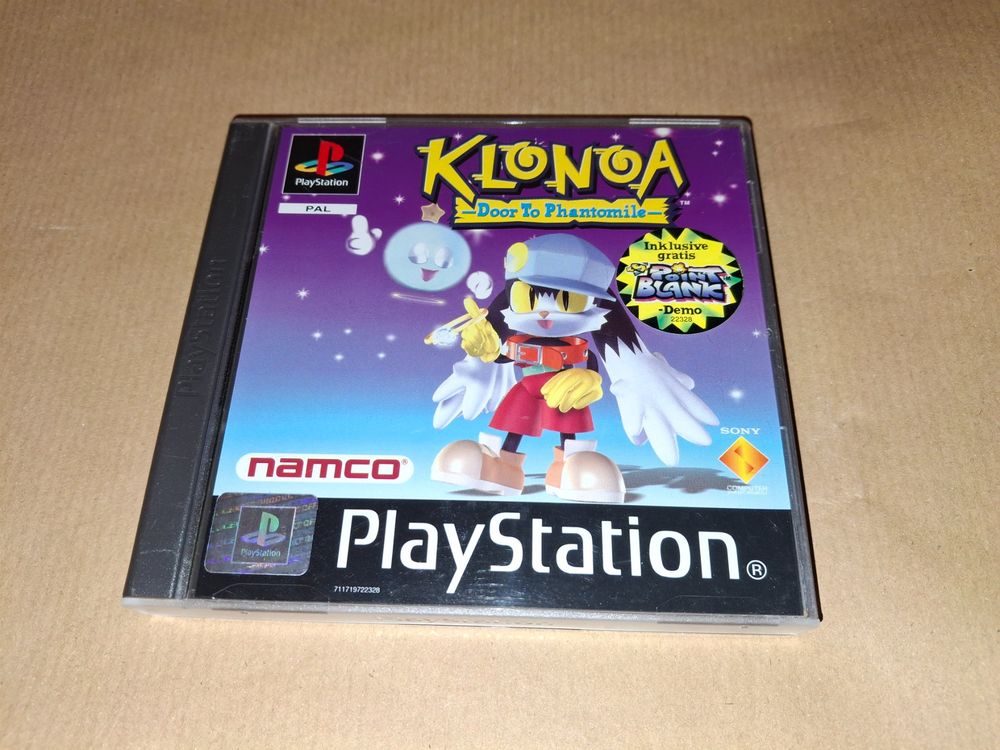 PlayStation
PAL
KLONOA
Door To Phantomile
TM
Inklusive
gratis
POINT
BLANK
-Demo
22328
PlayStation
namco®
SONY
COMPUTER
PlayStation
PlayStation®
711719722328